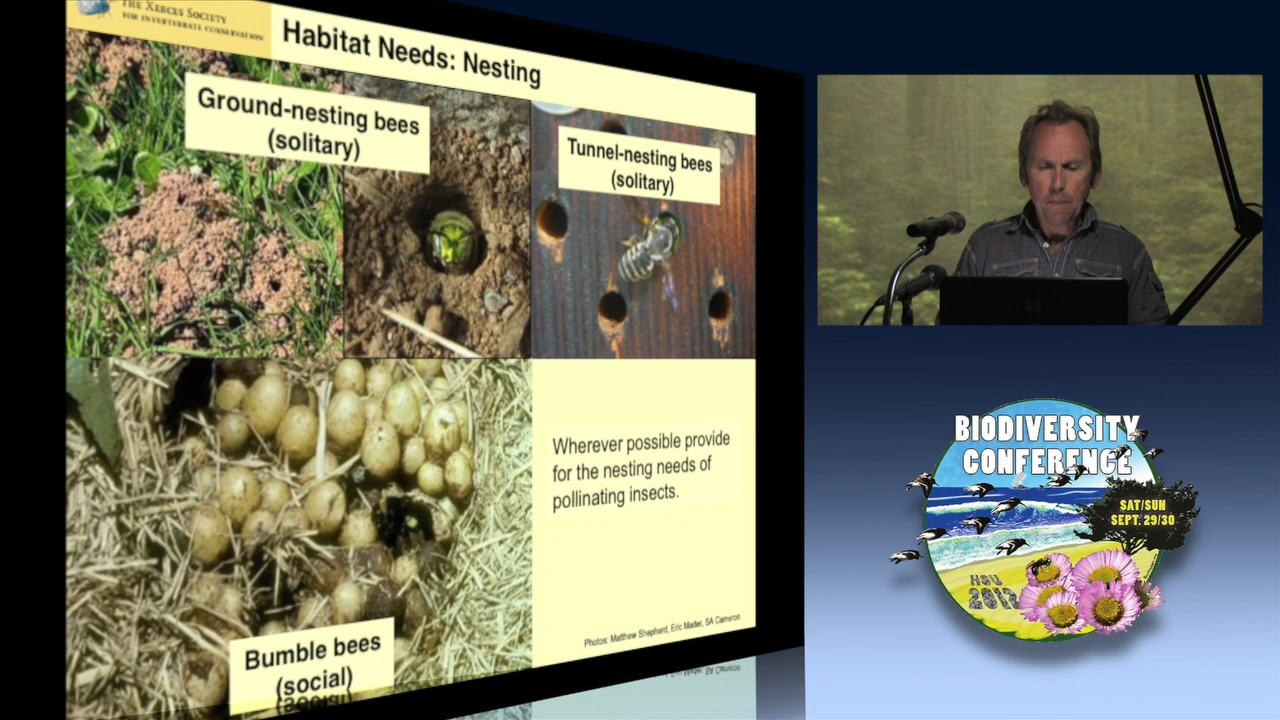 THE XERCES SOCIETY
FOR INVERTEBRATE CONSERVATION
Habitat Needs: Nesting
Ground-nesting bees
(solitary)
Tunnel-nesting bees
(solitary)
Wherever possible provide
for the nesting needs of
pollinating insects.
Bumble bees
(social)
Photos: Matthew Shepherd, Eric Mader, SA Cameron
BIODIVERSITY
CONFERENCE
SAT/SUN
SEPT. 29/30
HSU
2012